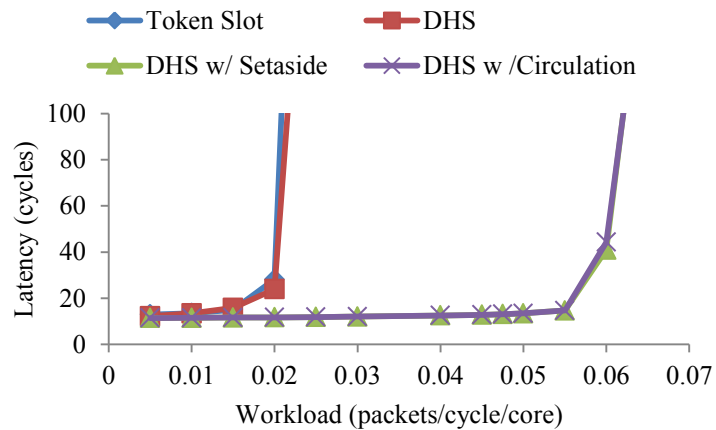 Token Slot DHS
DHS w/ Setaside DHS w /Circulation
100
80
60
40
20
0
Latency (cycles)
0 0.01 0.02 0.03 0.04 0.05 0.06 0.07
Workload (packets/cycle/core)